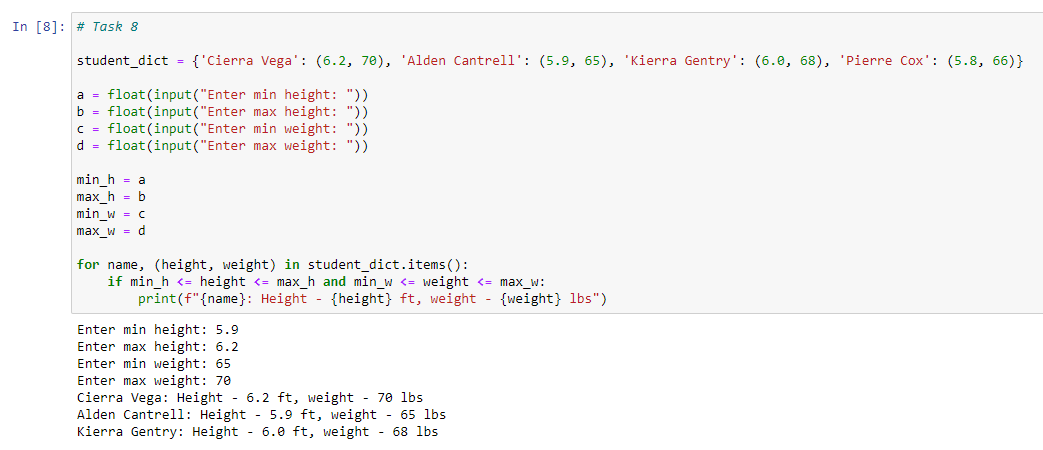 In [8]: # Task 8
student_dict = {'Cierra Vega': (6.2, 70), 'Alden Cantrell': (5.9, 65), 'Kierra Gentry': (6.0, 68), 'Pierre Cox': (5.8, 66)}
a = float(input("Enter min height: "))
b = float(input("Enter max height: "))
c = float(input("Enter min weight: "))
d = float(input("Enter max weight: "))
min_h = a
max_h = b
min_w = c
max_w = d
for name, (height, weight) in student_dict.items():
    if min_h <= height <= max_h and min_w <= weight <= max_w:
        print(f"{name}: Height - {height} ft, weight - {weight} lbs")
Enter min height: 5.9
Enter max height: 6.2
Enter min weight: 65
Enter max weight: 70
Cierra Vega: Height - 6.2 ft, weight - 70 lbs
Alden Cantrell: Height - 5.9 ft, weight - 65 lbs
Kierra Gentry: Height - 6.0 ft, weight - 68 lbs